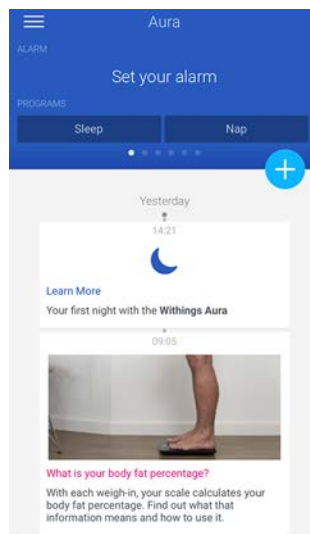 Aura
ALARM
Set your alarm
PROGRAMS
Sleep
Nap
Yesterday
14:21
Learn More
Your first night with the Withings Aura
09:05
What is your body fat percentage?
With each weigh-in, your scale calculates your
body fat percentage. Find out what that
information means and how to use it.